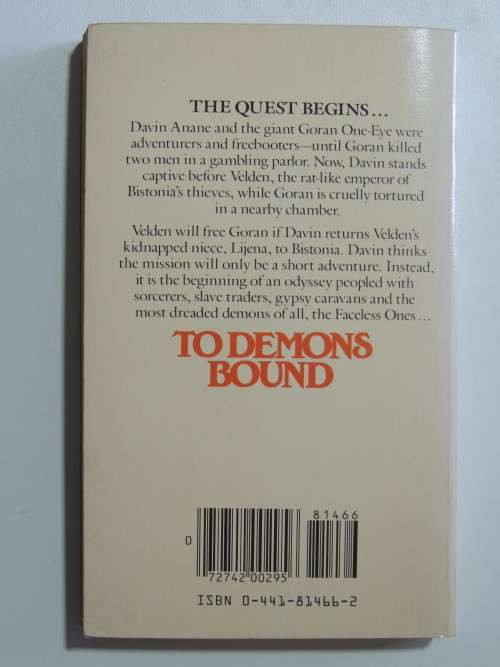 THE QUEST BEGINS...
Davin Anane and the giant Goran One-Eye were
adventurers and freebooters—until Goran killed
two men in a gambling parlor. Now, Davin stands
captive before Velden, the rat-like emperor of
Bistonia's thieves, while Goran is cruelly tortured
in a nearby chamber.
Velden will free Goran if Davin returns Velden's
kidnapped niece, Lijena, to Bistonia. Davin thinks
the mission will only be a short adventure. Instead,
it is the beginning of an odyssey peopled with
sorcerers, slave traders, gypsy caravans and the
most dreaded demons of all, the Faceless Ones...
TO DEMONS
BOUND
81466
0
72742 00295
ISBN 0-441-81466-2